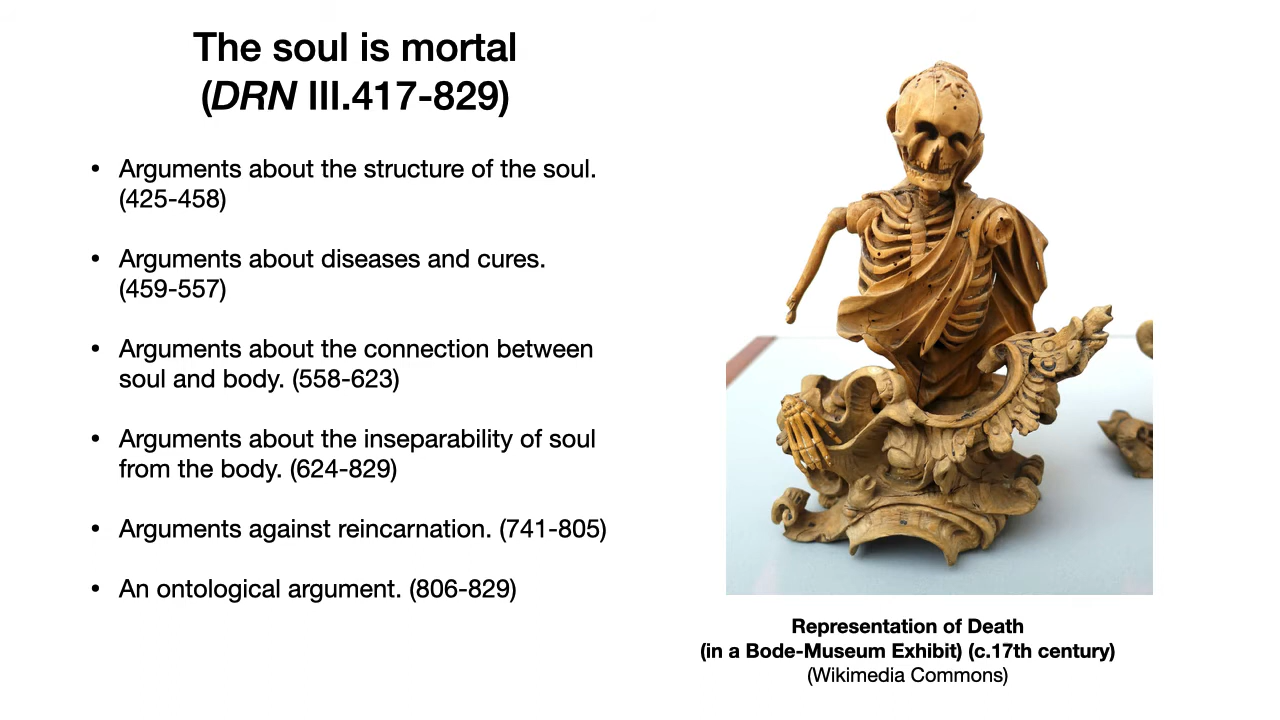 The soul is mortal
(DRN III.417-829)
• Arguments about the structure of the soul.
(425-458)
• Arguments about diseases and cures.
(459-557)
• Arguments about the connection between
soul and body. (558-623)
• Arguments about the inseparability of soul
from the body. (624-829)
• Arguments against reincarnation. (741-805)
• An ontological argument. (806-829)
Representation of Death
(in a Bode-Museum Exhibit) (c.17th century)
(Wikimedia Commons)